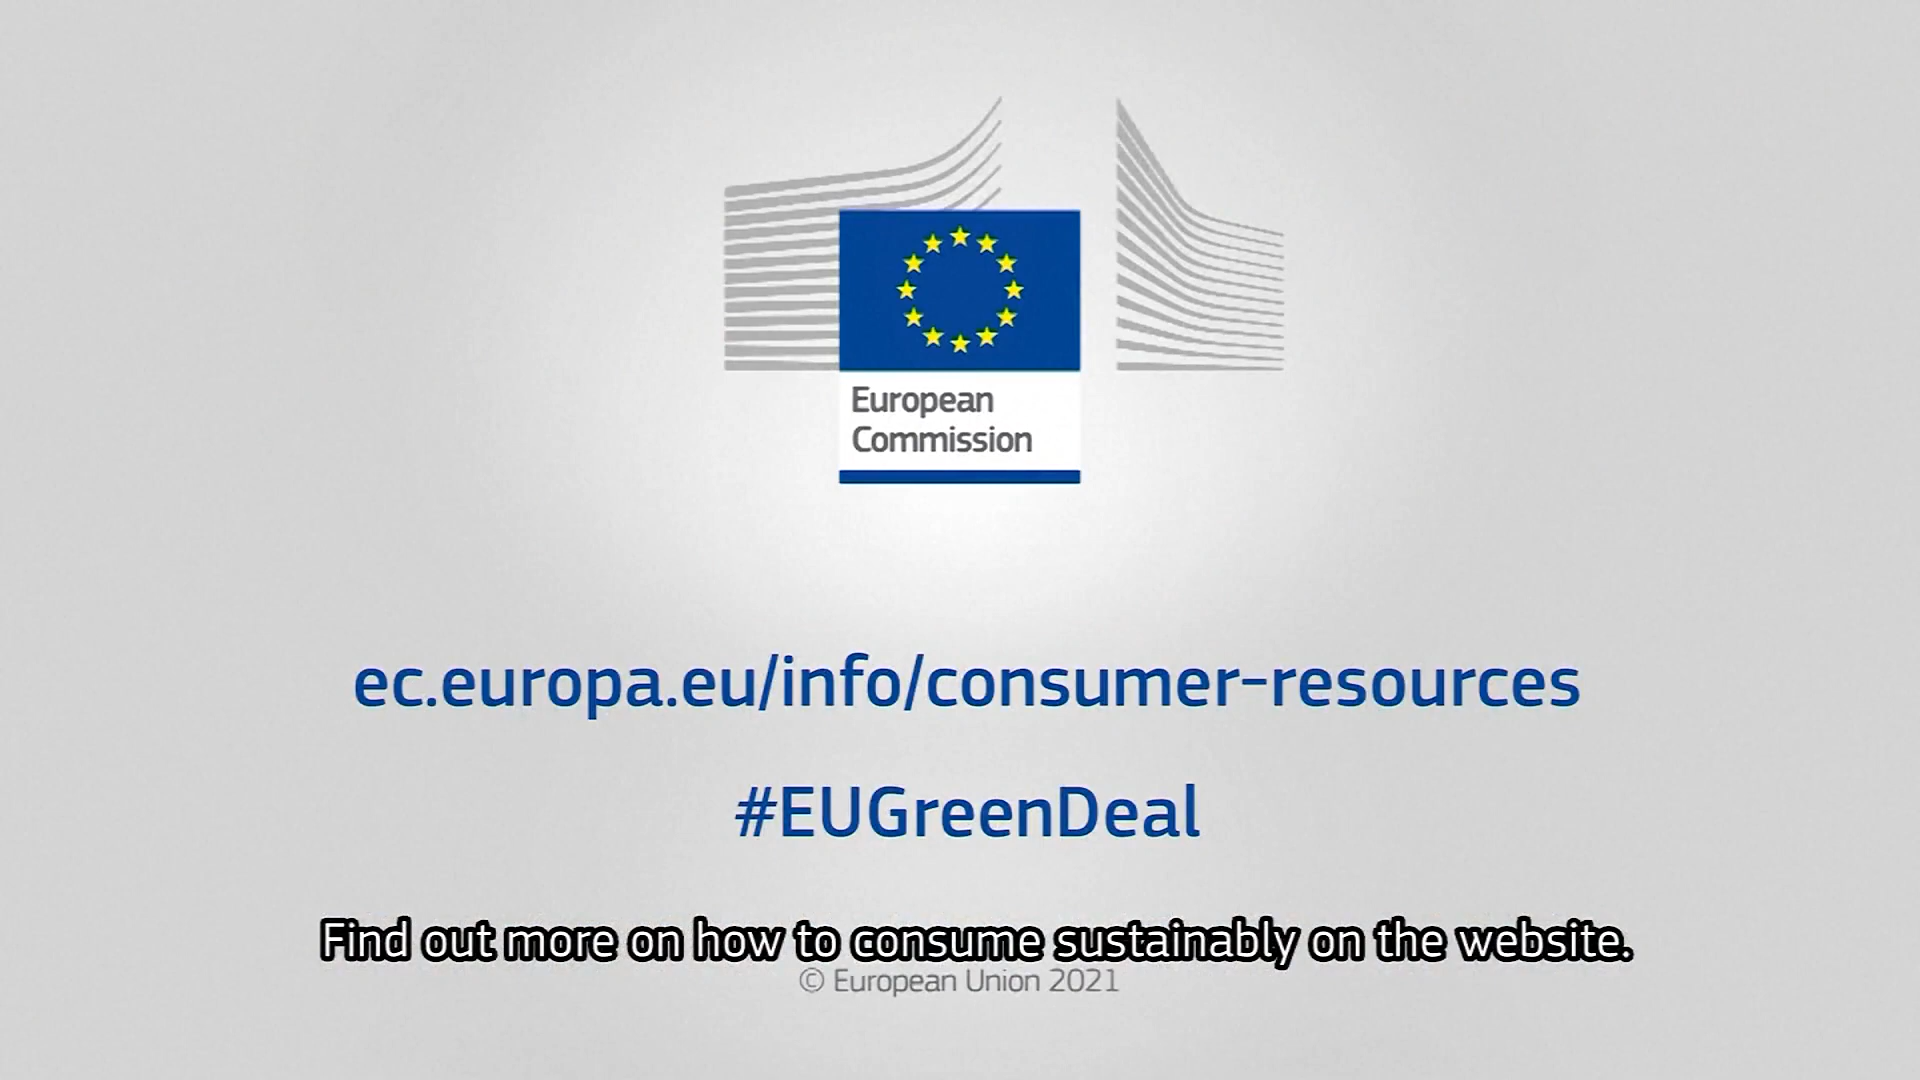 European
Commission
ec.europa.eu/info/consumer-resources
#EUGreenDeal
Find out more on how to consume sustainably on the website.
© European Union 2021